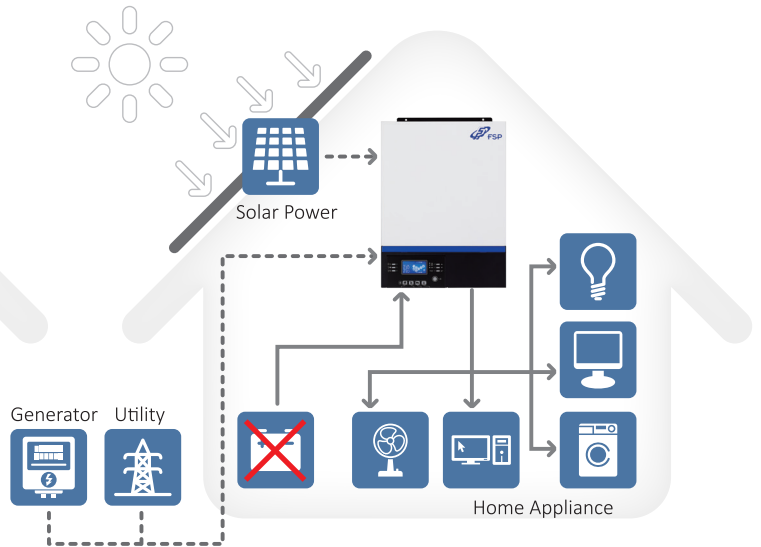 FSP
Solar Power
Generator
Utility
Home Appliance